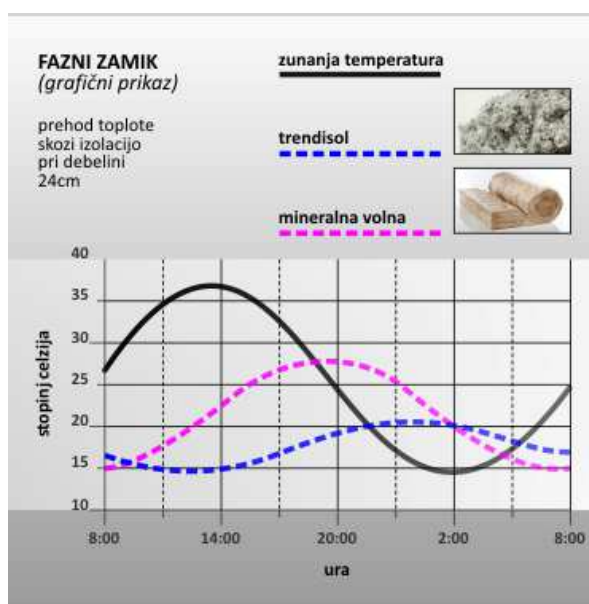 FAZNI ZAMIK
(grafični prikaz)
prehod toplote
skozi izolacijo
pri debelini
24cm
zunanja temperatura
trendisol
mineralna volna
stopinj celzija
40
35
30
25
20
15
10
8:00
14:00
20:00
2:00
8:00
ura